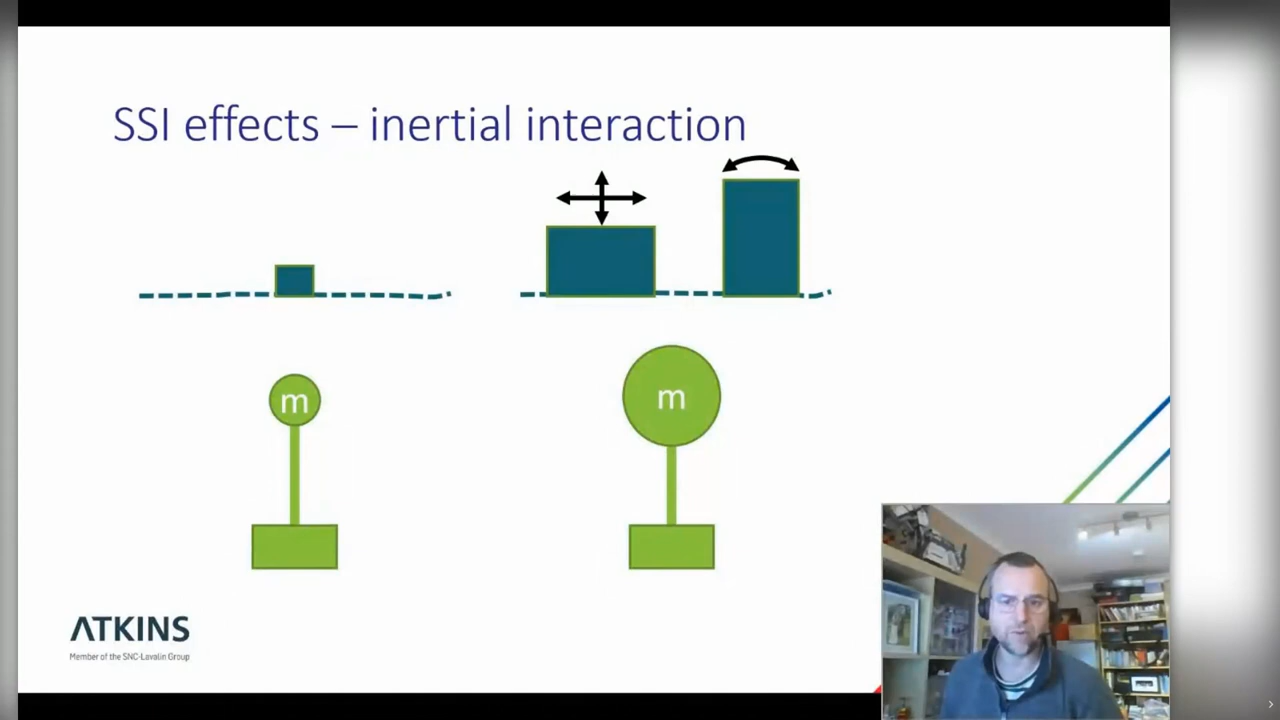 SSI effects – inertial interaction
m
m
ATKINS
Member of the SNC-Lavalin Group